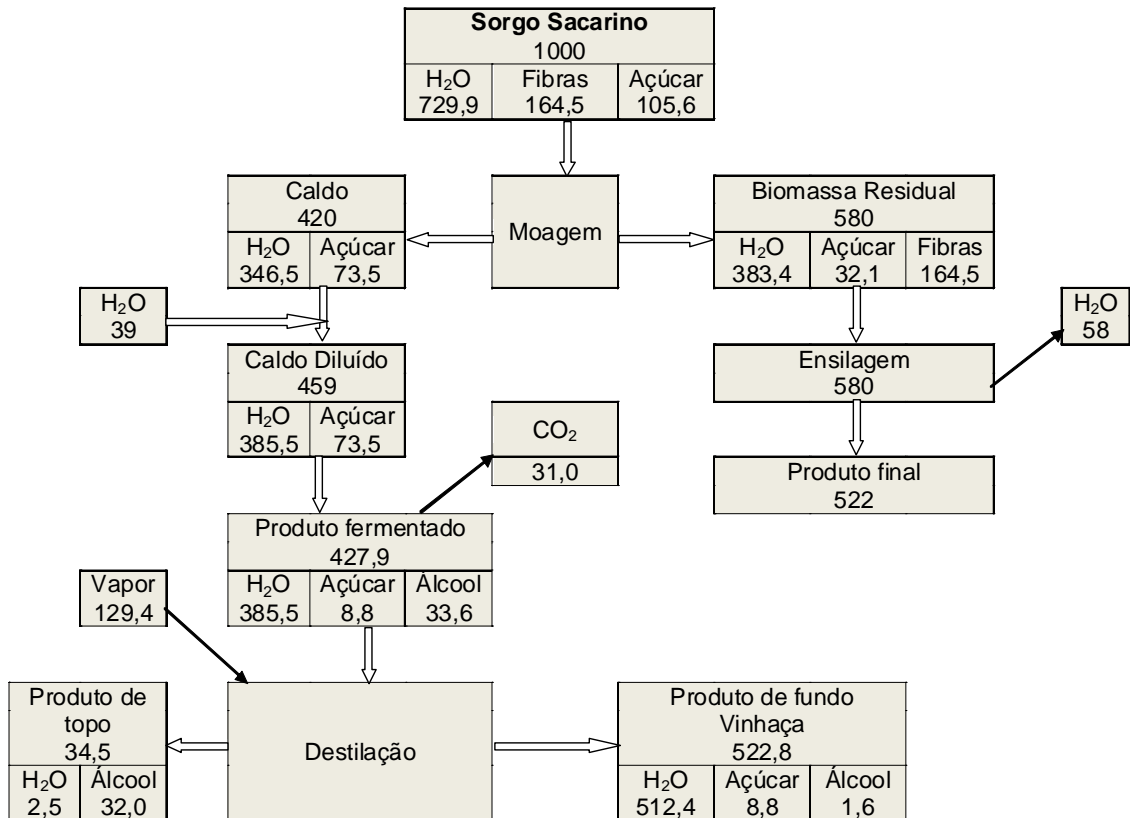 Sorgo Sacarino
1000
H₂O Fibras Açúcar
729,9 164,5 105,6
Caldo
420
H₂O Açúcar
346,5 73,5
Moagem
Biomassa Residual
580
H₂O Açúcar Fibras
383,4 32,1 164,5
H₂O
39
H₂O
58
Caldo Diluído
459
H₂O Açúcar
385,5 73,5
Ensilagem
580
CO₂
31,0
Produto final
522
Produto fermentado
427,9
H₂O Açúcar Álcool
385,5 8,8 33,6
Vapor
129,4
Produto de
topo
34,5
H₂O Álcool
2,5 32,0
Destilação
Produto de fundo
Vinhaça
522,8
H₂O Açúcar Álcool
512,4 8,8 1,6